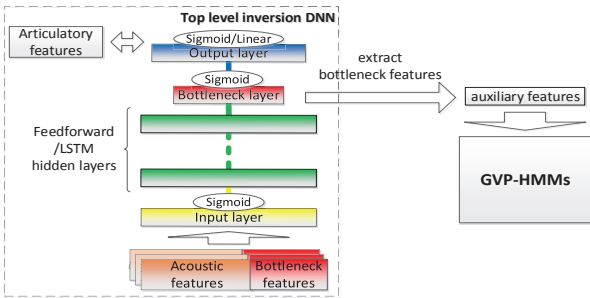 Top level inversion DNN
Articulatory
features
Sigmoid/Linear
Output layer
Sigmoid
Bottleneck layer
extract
bottleneck features
auxiliary features
Feedforward
/LSTM
hidden layers
GVP-HMMs
Sigmoid
Input layer
Acoustic
features
Bottleneck
features